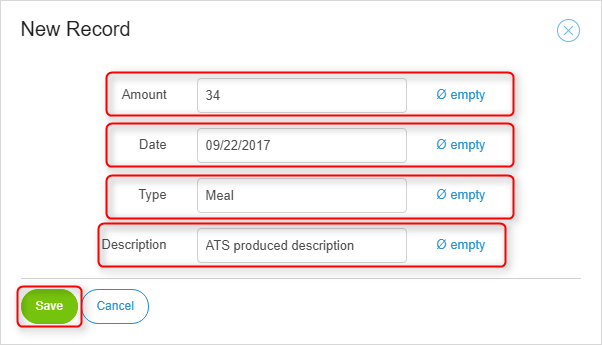 New Record
Amount 34 Ø empty
Date 09/22/2017 Ø empty
Type Meal Ø empty
Description ATS produced description Ø empty
Save Cancel